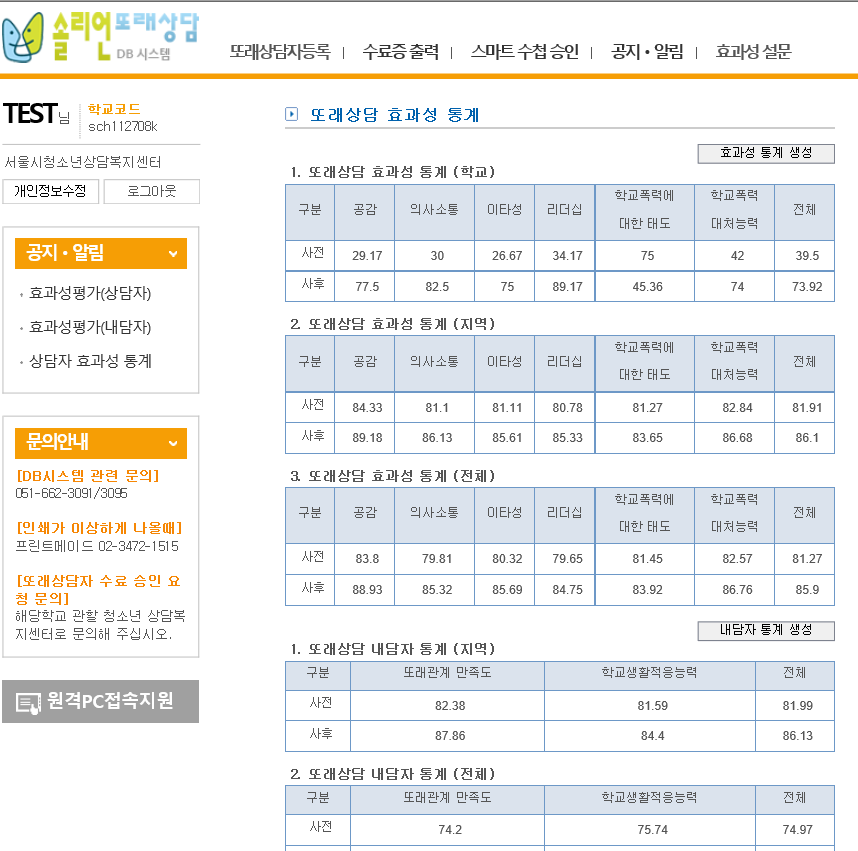 솔리언또래상담
DB 시스템
또래상담자등록 | 수료증 출력 | 스마트 수첩 승인 | 공지·알림 | 효과성 설문
TEST님
학교코드
sch112708k
서울시청소년상담복지센터
개인정보수정 로그아웃
공지·알림
효과성평가(상담자)
효과성평가(내담자)
상담자 효과성 통계
문의안내
[DB시스템 관련 문의]
051-662-3091/3095
[인쇄가 이상하게 나올때]
프린트메이드 02-3472-1515
[또래상담자 수료 승인 요
청 문의]
해당학교 관할 청소년 상담복
지센터로 문의해 주십시오.
원격PC접속지원
또래상담 효과성 통계
효과성 통계 생성
1. 또래상담 효과성 통계 (학교)
구분 공감 의사소통 이타성 리더십 학교폭력에 대한 태도 학교폭력 대처능력 전체
사전 29.17 30 26.67 34.17 75 42 39.5
사후 77.5 82.5 75 89.17 45.36 74 73.92
2. 또래상담 효과성 통계 (지역)
구분 공감 의사소통 이타성 리더십 학교폭력에 대한 태도 학교폭력 대처능력 전체
사전 84.33 81.1 81.11 80.78 81.27 82.84 81.91
사후 89.18 86.13 85.61 85.33 83.65 86.68 86.1
3. 또래상담 효과성 통계 (전체)
구분 공감 의사소통 이타성 리더십 학교폭력에 대한 태도 학교폭력 대처능력 전체
사전 83.8 79.81 80.32 79.65 81.45 82.57 81.27
사후 88.93 85.32 85.69 84.75 83.92 86.76 85.9
내담자 통계 생성
1. 또래상담 내담자 통계 (지역)
구분 또래관계 만족도 학교생활적응능력 전체
사전 82.38 81.59 81.99
사후 87.86 84.4 86.13
2. 또래상담 내담자 통계 (전체)
구분 또래관계 만족도 학교생활적응능력 전체
사전 74.2 75.74 74.97